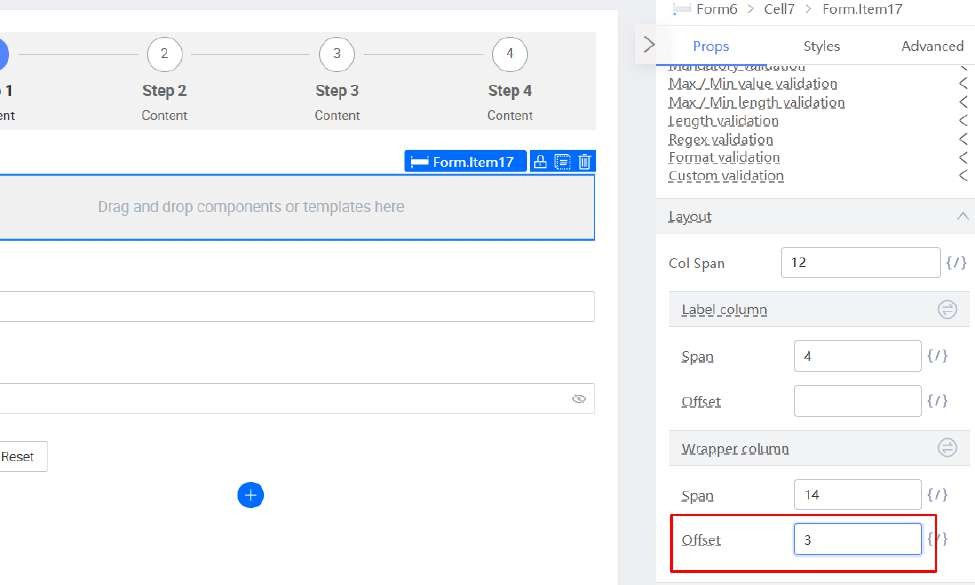 Form6 > Cell7 > Form.Item17
Props Styles Advanced
2 3 4
1 Step 2 Step 3 Step 4
Content Content Content
Form.Item17
Drag and drop components or templates here
Reset
Mandatory validation
Max / Min value validation
Max / Min length validation
Length validation
Regex validation
Format validation
Custom validation
Layout
Col Span 12 {/}
Label column
Span 4 {/}
Offset {/}
Wrapper column
Span 14 {/}
Offset 3 {/}